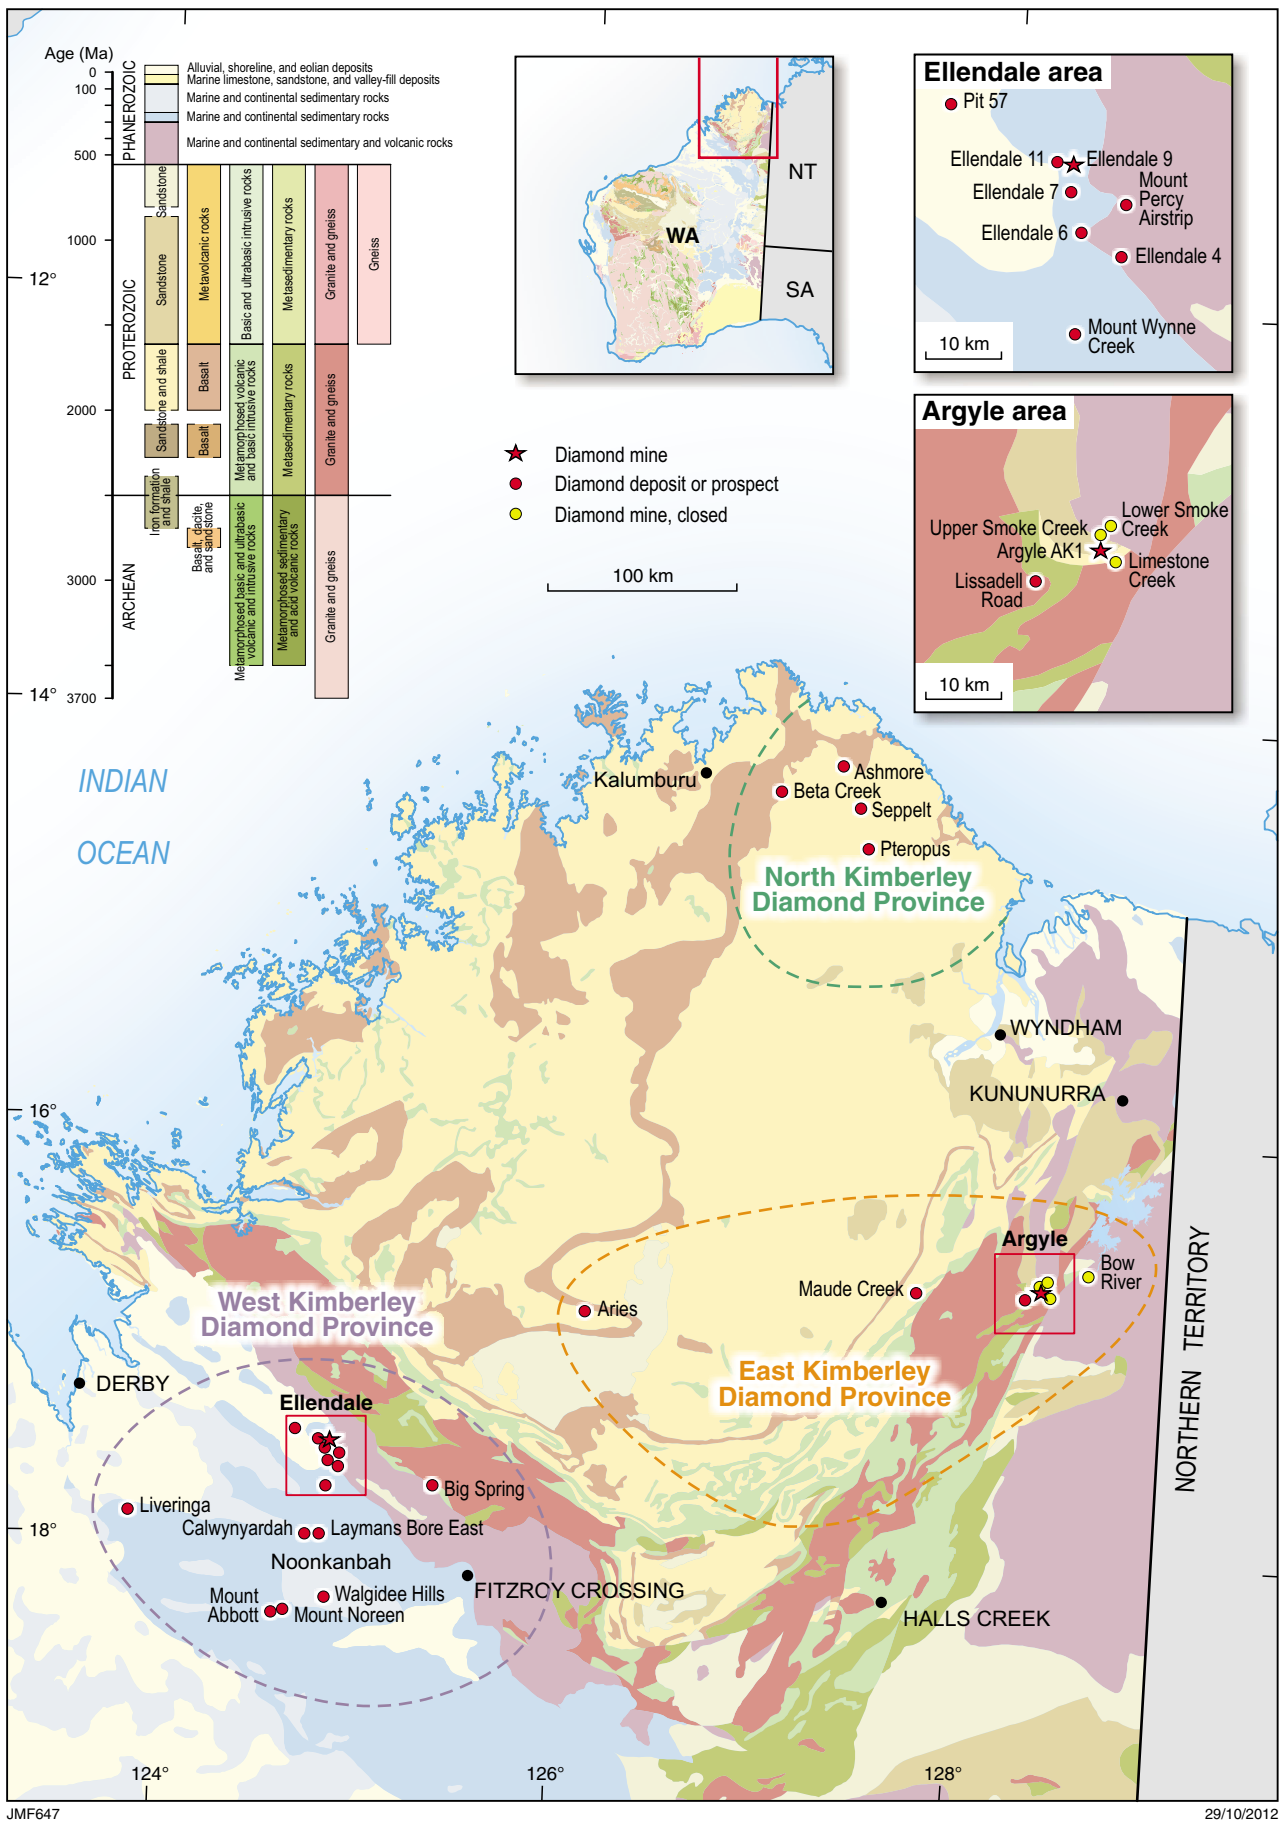 Age (Ma)
0
100
500
1000
2000
3000
3700
PHANEROZOIC
PROTEROZOIC
ARCHEAN
Alluvial, shoreline, and eolian deposits
Marine limestone, sandstone, and valley-fill deposits
Marine and continental sedimentary rocks
Marine and continental sedimentary rocks
Marine and continental sedimentary and volcanic rocks
Sandstone
Sandstone
Sandstone and shale
Sandstone
Iron formation
and shale
Metavolcanic rocks
Basalt
Basalt
Basalt, dacite,
and sandstone
Basic and ultrabasic intrusive rocks
Metamorphosed volcanic
and basic intrusive rocks
Metamorphosed basic and ultrabasic
volcanic and intrusive rocks
Metasedimentary rocks
Metasedimentary rocks
Metamorphosed sedimentary
and acid volcanic rocks
Granite and gneiss
Granite and gneiss
Granite and gneiss
Gneiss
WA
NT
SA
Ellendale area
Pit 57
Ellendale 11
Ellendale 9
Ellendale 7
Mount
Percy
Airstrip
Ellendale 6
Ellendale 4
Mount Wynne
Creek
10 km
Argyle area
Lower Smoke
Creek
Upper Smoke Creek
Argyle AK1
Limestone
Creek
Lissadell
Road
10 km
Diamond mine
Diamond deposit or prospect
Diamond mine, closed
100 km
12°
14°
16°
18°
124°
126°
128°
INDIAN
OCEAN
Kalumburu
Ashmore
Beta Creek
Seppelt
Pteropus
North Kimberley
Diamond Province
WYNDHAM
KUNUNURRA
Argyle
Bow
River
Maude Creek
Aries
East Kimberley
Diamond Province
West Kimberley
Diamond Province
DERBY
Ellendale
Big Spring
Liveringa
Calwynyardah
Laymans Bore East
Noonkanbah
Walgidee Hills
Mount
Abbott
Mount Noreen
FITZROY CROSSING
HALLS CREEK
NORTHERN TERRITORY
JMF647
29/10/2012